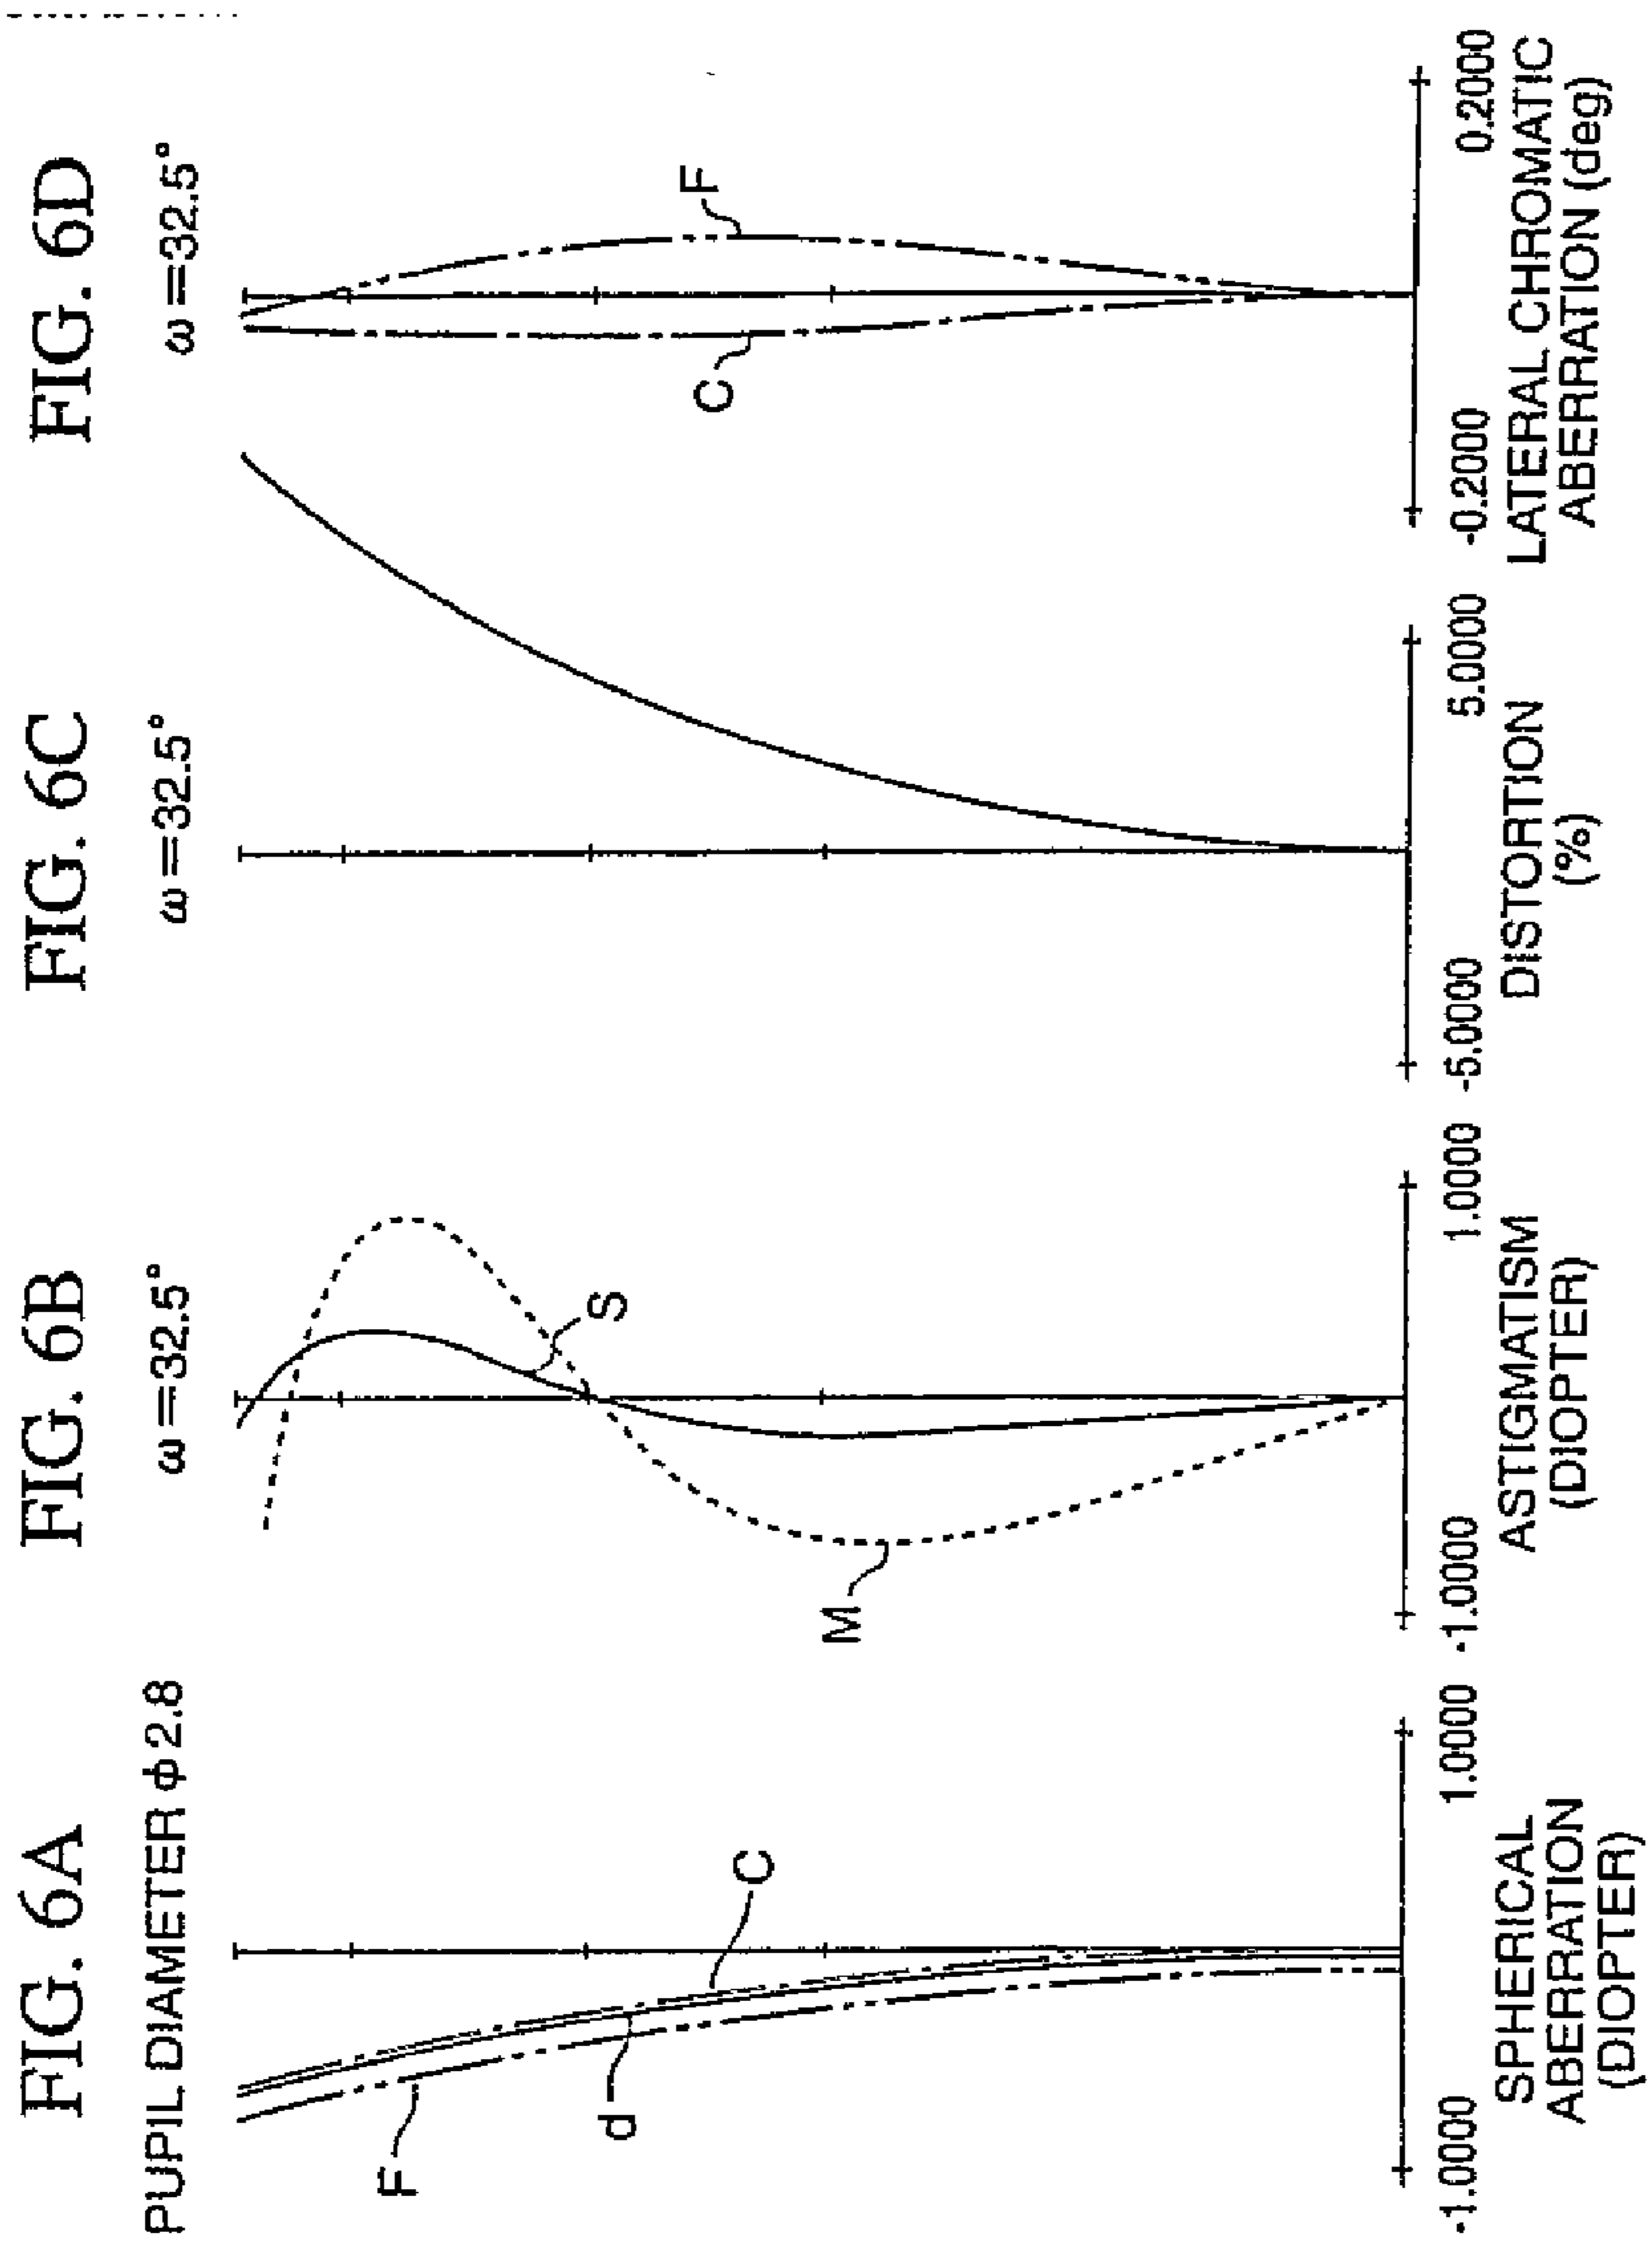 FIG. 6A
PUPIL DIAMETER φ2.8
F
d
C
-1.0000
1.0000
SPHERICAL
ABERRATION
(DIOPTER)
FIG. 6B
ω=32.5°
M
S
-1.0000
1.0000
ASTIGMATISM
(DIOPTER)
FIG. 6C
ω=32.5°
-5.0000
5.0000
DISTORTION
(%)
FIG. 6D
ω=32.5°
C
F
-0.2000
0.2000
LATERAL CHROMATIC
ABERRATION (deg)